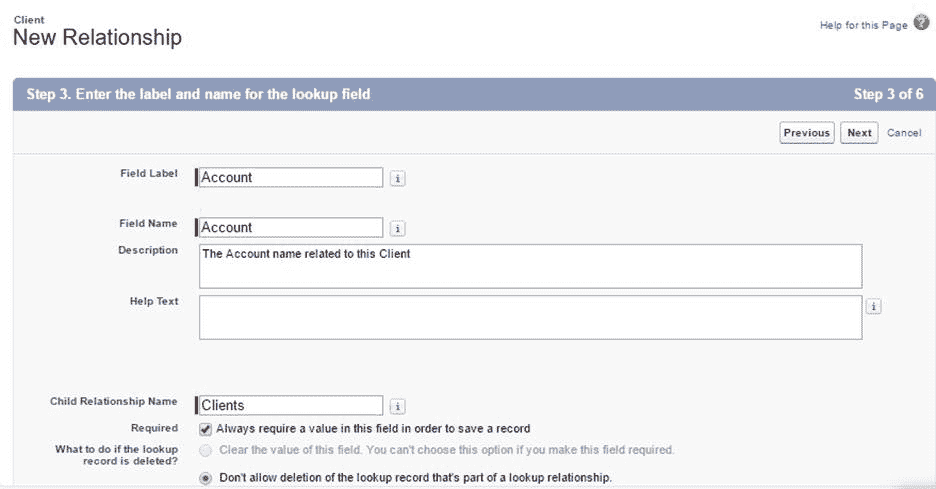 Client
New Relationship
Help for this Page ?
Step 3. Enter the label and name for the lookup field
Step 3 of 6
Previous Next Cancel
Field Label Account i
Field Name Account i
Description The Account name related to this Client
Help Text i
Child Relationship Name Clients i
Required Always require a value in this field in order to save a record
What to do if the lookup
record is deleted?
Clear the value of this field. You can't choose this option if you make this field required.
Don't allow deletion of the lookup record that's part of a lookup relationship.